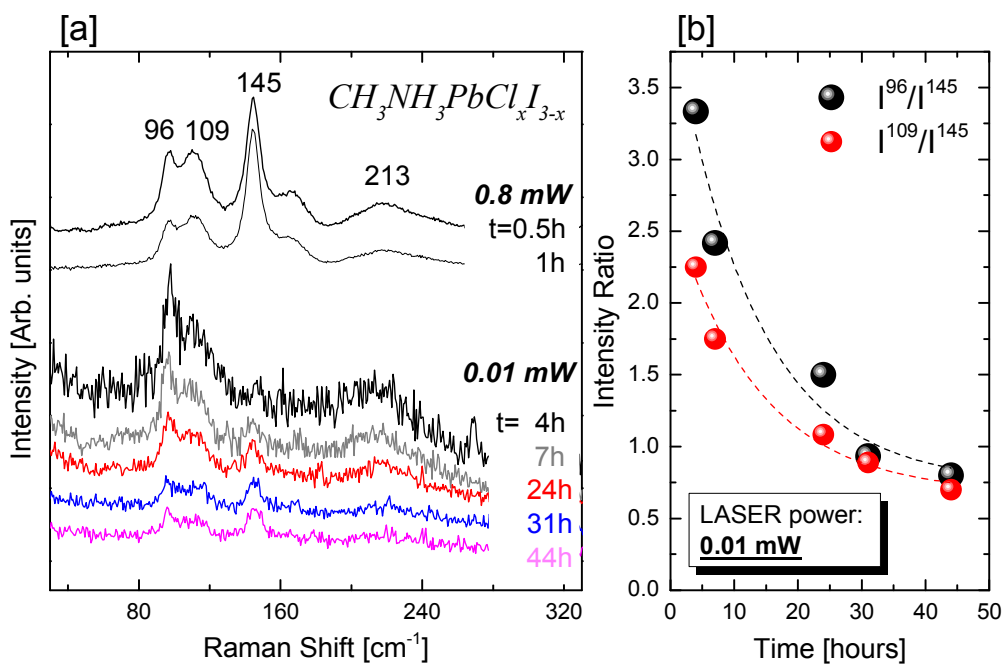 [a]
CH₃NH₃PbClₓI₃₋ₓ
145
96 109
213
0.8 mW
t=0.5h
1h
0.01 mW
t= 4h
7h
24h
31h
44h
Intensity [Arb. units]
80 160 240 320
Raman Shift [cm⁻¹]
[b]
I⁹⁶/I¹⁴⁵
I¹⁰⁹/I¹⁴⁵
3.5
3.0
2.5
2.0
1.5
1.0
0.5
0.0
Intensity Ratio
LASER power:
0.01 mW
0 10 20 30 40 50
Time [hours]